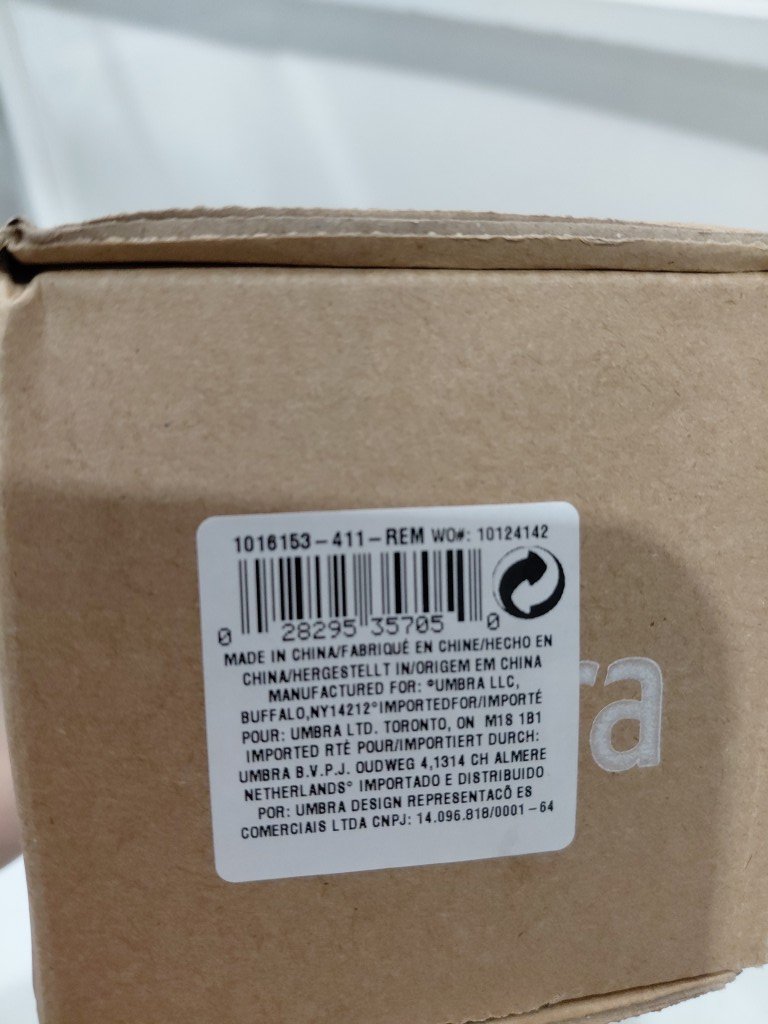 1016153-411-REM WO#: 10124142
0 28295 35705 0
MADE IN CHINA/FABRIQUÉ EN CHINE/HECHO EN
CHINA/HERGESTELLT IN/ORIGEM EM CHINA
MANUFACTURED FOR: ®UMBRA LLC,
BUFFALO,NY14212°IMPORTEDFOR/IMPORTÉ
POUR: UMBRA LTD. TORONTO, ON M1S 1B1
IMPORTED RTÉ POUR/IMPORTIERT DURCH:
UMBRA B.V.P.J. OUDWEG 4,1314 CH ALMERE
NETHERLANDS° IMPORTADO E DISTRIBUIDO
POR: UMBRA DESIGN REPRESENTACÕ ES
COMERCIAIS LTDA CNPJ: 14.096.818/0001-64
ra